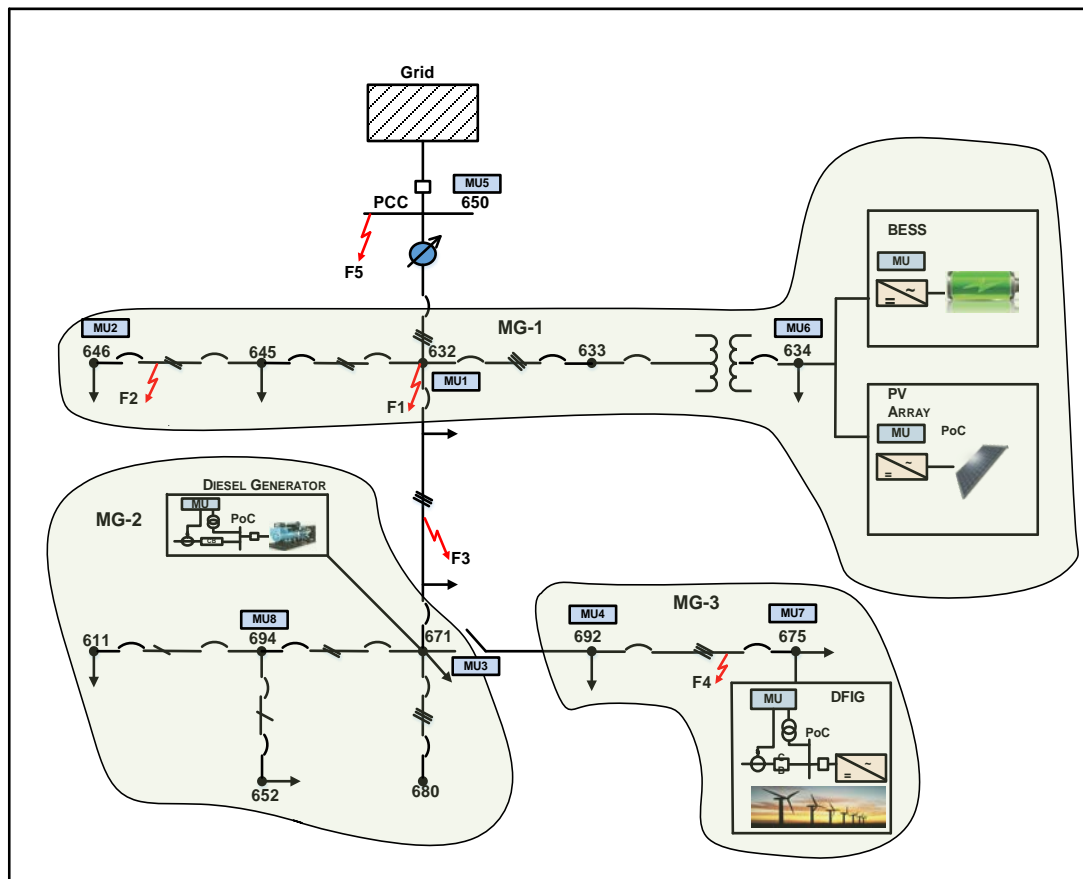 Grid
MU5
PCC
650
F5
BESS
MU
~
=
MU2
MG-1
MU6
646
645
632
633
634
F2
F1
MU1
PV
ARRAY
MU
PoC
~
=
DIESEL GENERATOR
MG-2
MU
PoC
CB
F3
MG-3
MU8
MU4
MU7
611
694
671
692
675
MU3
F4
DFIG
MU
PoC
C
B
~
=
652
680